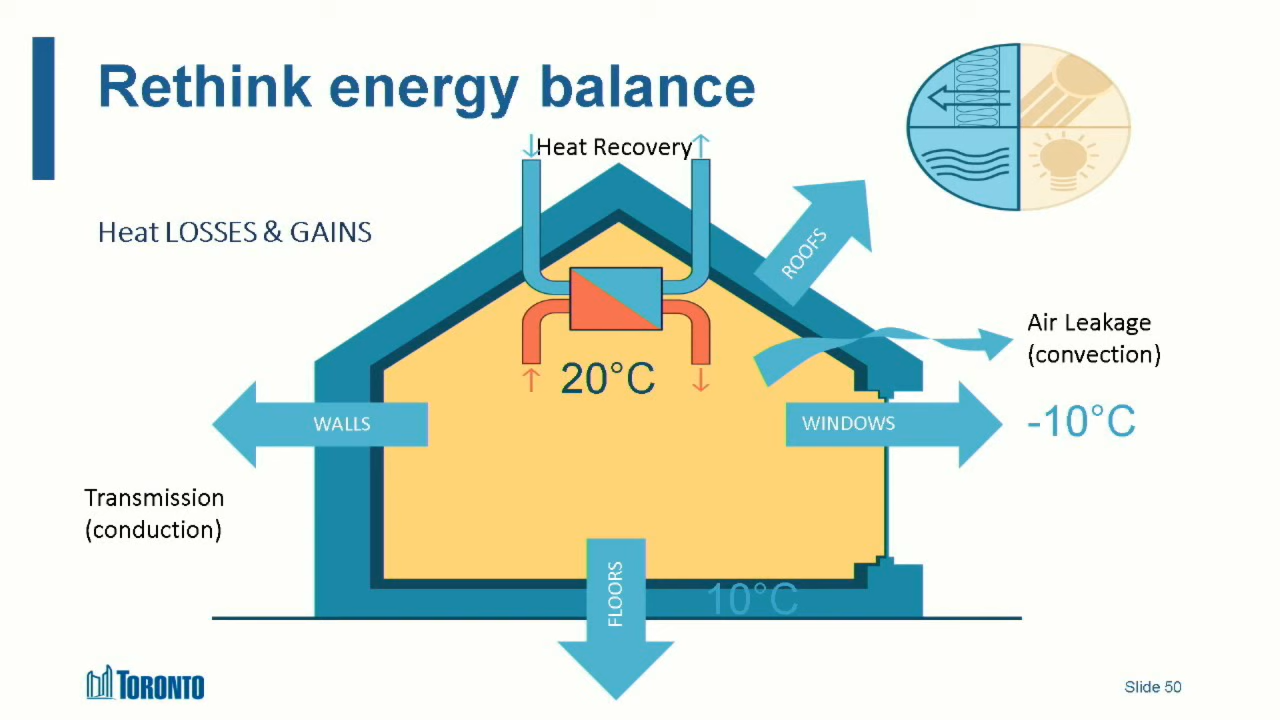 Rethink energy balance
Heat Recovery
Heat LOSSES & GAINS
ROOFS
Air Leakage
(convection)
20°C
WALLS
WINDOWS
-10°C
Transmission
(conduction)
FLOORS
10°C
TORONTO
Slide 50